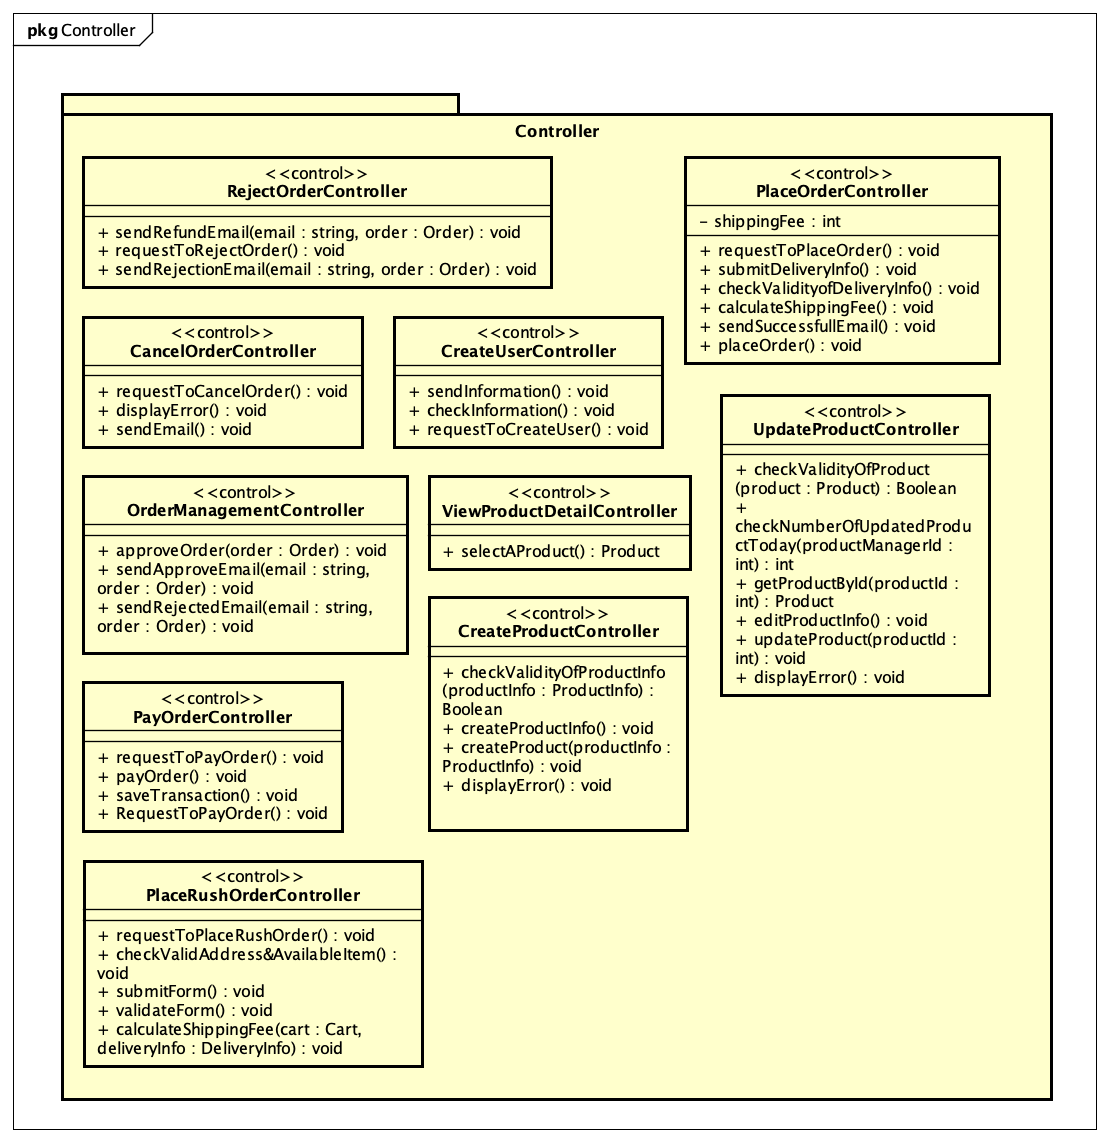 pkg Controller
Controller
<<control>>
RejectOrderController
+ sendRefundEmail(email : string, order : Order) : void
+ requestToRejectOrder() : void
+ sendRejectionEmail(email : string, order : Order) : void
<<control>>
PlaceOrderController
- shippingFee : int
+ requestToPlaceOrder() : void
+ submitDeliveryInfo() : void
+ checkValidityofDeliveryInfo() : void
+ calculateShippingFee() : void
+ sendSuccessfullEmail() : void
+ placeOrder() : void
<<control>>
CancelOrderController
+ requestToCancelOrder() : void
+ displayError() : void
+ sendEmail() : void
<<control>>
CreateUserController
+ sendInformation() : void
+ checkInformation() : void
+ requestToCreateUser() : void
<<control>>
UpdateProductController
+ checkValidityOfProduct
(product : Product) : Boolean
+
checkNumberOfUpdatedProdu
ctToday(productManagerId :
int) : int
+ getProductById(productId :
int) : Product
+ editProductInfo() : void
+ updateProduct(productId :
int) : void
+ displayError() : void
<<control>>
OrderManagementController
+ approveOrder(order : Order) : void
+ sendApproveEmail(email : string,
order : Order) : void
+ sendRejectedEmail(email : string,
order : Order) : void
<<control>>
ViewProductDetailController
+ selectAProduct() : Product
<<control>>
CreateProductController
+ checkValidityOfProductInfo
(productInfo : ProductInfo) :
Boolean
+ createProductInfo() : void
+ createProduct(productInfo :
ProductInfo) : void
+ displayError() : void
<<control>>
PayOrderController
+ requestToPayOrder() : void
+ payOrder() : void
+ saveTransaction() : void
+ RequestToPayOrder() : void
<<control>>
PlaceRushOrderController
+ requestToPlaceRushOrder() : void
+ checkValidAddress&AvailableItem() :
void
+ submitForm() : void
+ validateForm() : void
+ calculateShippingFee(cart : Cart,
deliveryInfo : DeliveryInfo) : void